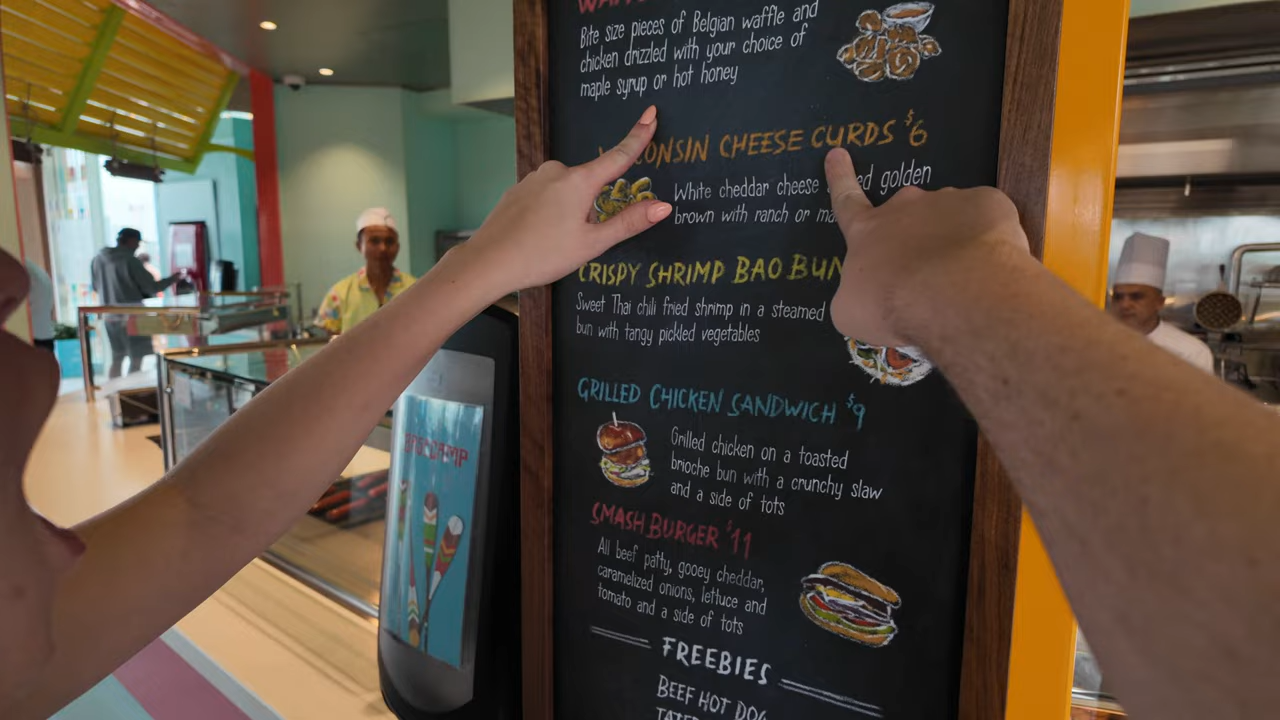 Bite size pieces of Belgian waffle and
chicken drizzled with your choice of
maple syrup or hot honey
CHEESE CURDS $6
White cheddar cheese golden
brown with ranch or
CRISPY SHRIMP BAO BUN
Sweet Thai chili fried shrimp in a steamed
bun with tangy pickled vegetables
GRILLED CHICKEN SANDWICH $9
Grilled chicken on a toasted
brioche bun with a crunchy slaw
and a side of tots
SMASH BURGER $11
All beef patty, gooey cheddar,
caramelized onions, lettuce and
tomato and a side of tots
FREEBIES
BEEF HOT DOG
BASECAMP